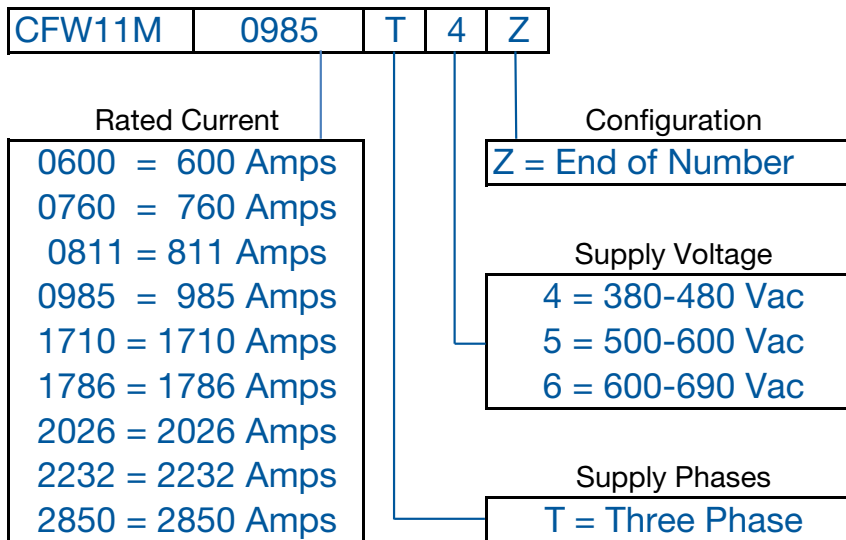 CFW11M 0985 T 4 Z
Rated Current
0600 = 600 Amps
0760 = 760 Amps
0811 = 811 Amps
0985 = 985 Amps
1710 = 1710 Amps
1786 = 1786 Amps
2026 = 2026 Amps
2232 = 2232 Amps
2850 = 2850 Amps
Configuration
Z = End of Number
Supply Voltage
4 = 380-480 Vac
5 = 500-600 Vac
6 = 600-690 Vac
Supply Phases
T = Three Phase